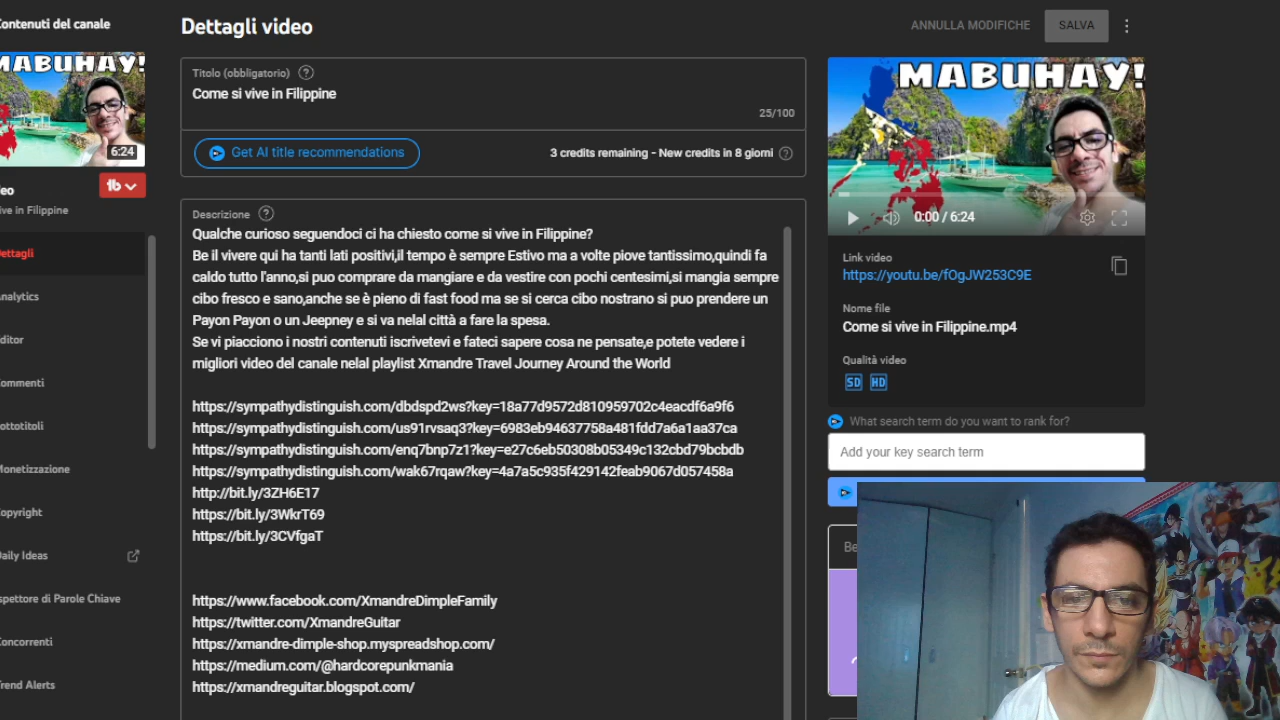 Contenuti del canale
Dettagli video
ANNULLA MODIFICHE
SALVA
MABUHAY!
6:24
tb
ive in Filippine
Dettagli
Analytics
Editor
Commenti
Sottotitoli
Monetizzazione
Copyright
Daily Ideas
Ispettore di Parole Chiave
Concorrenti
Trend Alerts
Titolo (obbligatorio) ?
Come si vive in Filippine
25/100
Get AI title recommendations
3 credits remaining - New credits in 8 giorni ?
Descrizione ?
Qualche curioso seguendoci ci ha chiesto come si vive in Filippine?
Be il vivere qui ha tanti lati positivi,il tempo è sempre Estivo ma a volte piove tantissimo,quindi fa
caldo tutto l'anno,si puo comprare da mangiare e da vestire con pochi centesimi,si mangia sempre
cibo fresco e sano,anche se è pieno di fast food ma se si cerca cibo nostrano si puo prendere un
Payon Payon o un Jeepney e si va nelal città a fare la spesa.
Se vi piacciono i nostri contenuti iscrivetevi e fateci sapere cosa ne pensate,e potete vedere i
migliori video del canale nelal playlist Xmandre Travel Journey Around the World
https://sympathydistinguish.com/dbdspd2ws?key=18a77d9572d810959702c4eacdf6a9f6
https://sympathydistinguish.com/us91rvsaq3?key=6983eb94637758a481fdd7a6a1aa37ca
https://sympathydistinguish.com/enq7bnp7z1?key=e27c6eb50308b05349c132cbd79bcbdb
https://sympathydistinguish.com/wak67rqaw?key=4a7a5c935f429142feab9067d057458a
http://bit.ly/3ZH6E17
https://bit.ly/3WkrT69
https://bit.ly/3CVfgaT
https://www.facebook.com/XmandreDimpleFamily
https://twitter.com/XmandreGuitar
https://xmandre-dimple-shop.myspreadshop.com/
https://medium.com/@hardcorepunkmania
https://xmandreguitar.blogspot.com/
MABUHAY!
0:00 / 6:24
Link video
https://youtu.be/fOgJW253C9E
Nome file
Come si vive in Filippine.mp4
Qualità video
SD HD
What search term do you want to rank for?
Add your key search term
Be